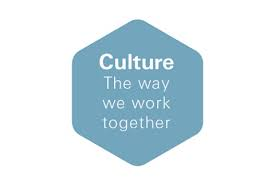 Culture
The way
we work
together